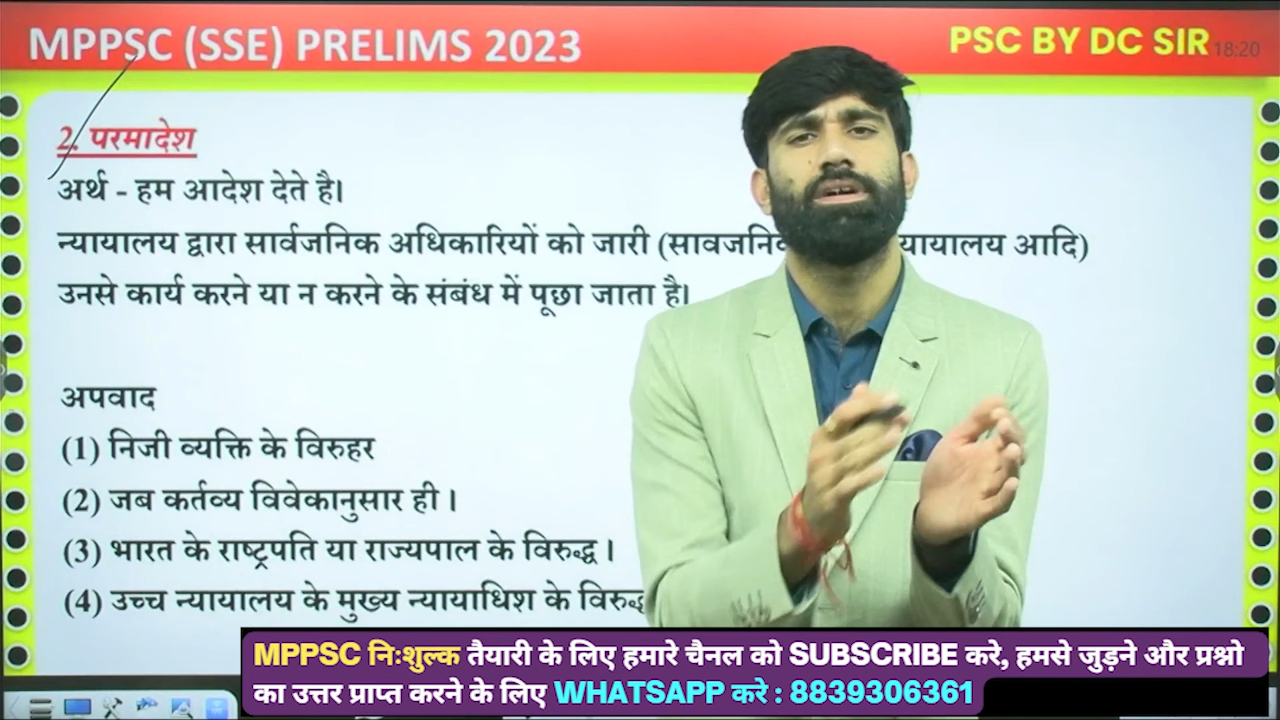 MPPSC (SSE) PRELIMS 2023
PSC BY DC SIR
18:20
2. परमादेश
अर्थ - हम आदेश देते है।
न्यायालय द्वारा सार्वजनिक अधिकारियों को जारी (सावजनि यायालय आदि)
उनसे कार्य करने या न करने के संबंध में पूछा जाता है।
अपवाद
(1) निजी व्यक्ति के विरुहर
(2) जब कर्तव्य विवेकानुसार ही ।
(3) भारत के राष्ट्रपति या राज्यपाल के विरुद्ध ।
(4) उच्च न्यायालय के मुख्य न्यायाधिश के विरुद्ध
MPPSC निःशुल्क तैयारी के लिए हमारे चैनल को SUBSCRIBE करे, हमसे जुड़ने और प्रश्नो
का उत्तर प्राप्त करने के लिए WHATSAPP करे : 8839306361